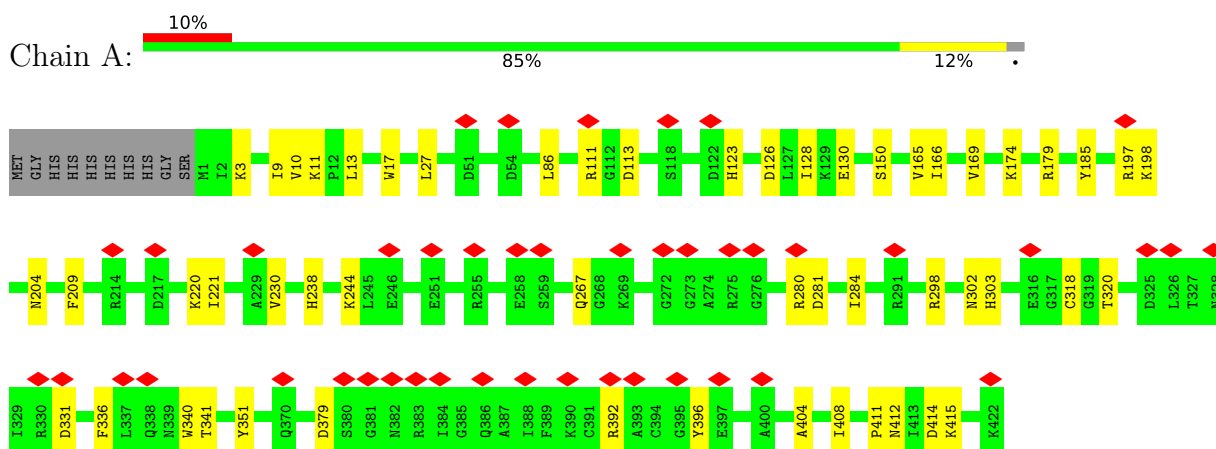 10%
Chain A:
85% 12% •
MET GLY HIS HIS HIS HIS HIS HIS GLY SER M1 I2 K3 I9 V10 K11 P12 L13 W17 L27 D51 D54 L86 R111 G112 D113 S118 D122 H123 D126 L127 I128 K129 E130 S150 V165 I166 V169 K174 R179 Y185 R197 K198
N204 F209 R214 D217 K220 I221 A229 V230 H238 K244 L245 E246 E251 R255 E258 S259 Q267 G268 K269 G272 G273 A274 R275 G276 R280 D281 I284 R291 R298 N302 H303 E316 G317 C318 G319 T320 D325 L326 T327 N328
I329 R330 D331 F336 L337 Q338 N339 W340 T341 Y351 Q370 D379 S380 G381 N382 R383 I384 G385 Q386 A387 I388 F389 K390 C391 R392 A393 C394 G395 Y396 E397 A400 A404 I408 P411 N412 I413 D414 K415 K422